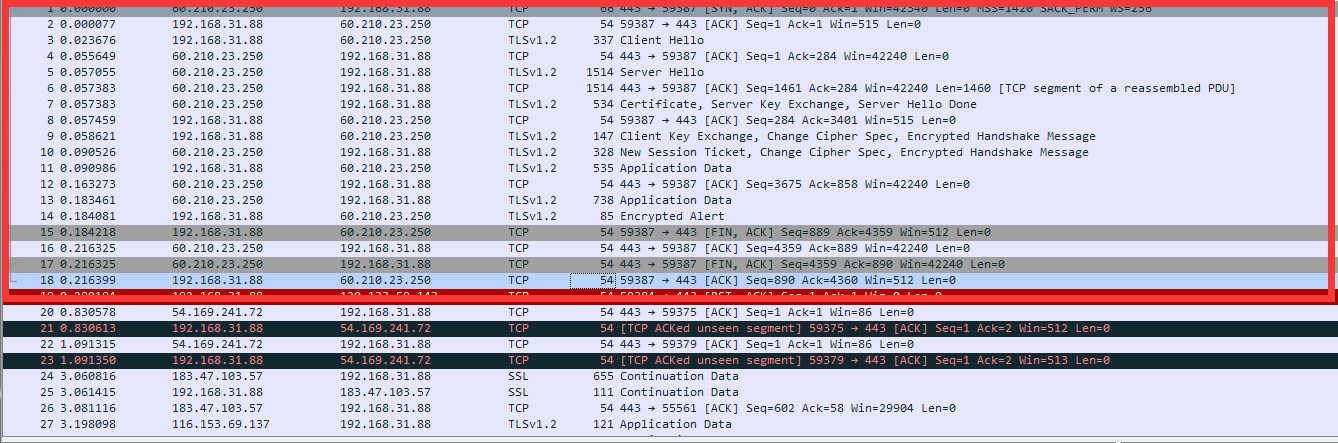 1 0.000000 60.210.23.250 192.168.31.88 TCP 66 443 → 59387 [SYN, ACK] Seq=0 Ack=1 Win=42340 Len=0 MSS=1420 SACK_PERM WS=256
2 0.000077 192.168.31.88 60.210.23.250 TCP 54 59387 → 443 [ACK] Seq=1 Ack=1 Win=515 Len=0
3 0.023676 192.168.31.88 60.210.23.250 TLSv1.2 337 Client Hello
4 0.055649 60.210.23.250 192.168.31.88 TCP 54 443 → 59387 [ACK] Seq=1 Ack=284 Win=42240 Len=0
5 0.057055 60.210.23.250 192.168.31.88 TLSv1.2 1514 Server Hello
6 0.057383 60.210.23.250 192.168.31.88 TCP 1514 443 → 59387 [ACK] Seq=1461 Ack=284 Win=42240 Len=1460 [TCP segment of a reassembled PDU]
7 0.057383 60.210.23.250 192.168.31.88 TLSv1.2 534 Certificate, Server Key Exchange, Server Hello Done
8 0.057459 192.168.31.88 60.210.23.250 TCP 54 59387 → 443 [ACK] Seq=284 Ack=3401 Win=515 Len=0
9 0.058621 192.168.31.88 60.210.23.250 TLSv1.2 147 Client Key Exchange, Change Cipher Spec, Encrypted Handshake Message
10 0.090526 60.210.23.250 192.168.31.88 TLSv1.2 328 New Session Ticket, Change Cipher Spec, Encrypted Handshake Message
11 0.090986 192.168.31.88 60.210.23.250 TLSv1.2 535 Application Data
12 0.163273 60.210.23.250 192.168.31.88 TCP 54 443 → 59387 [ACK] Seq=3675 Ack=858 Win=42240 Len=0
13 0.183461 60.210.23.250 192.168.31.88 TLSv1.2 738 Application Data
14 0.184081 192.168.31.88 60.210.23.250 TLSv1.2 85 Encrypted Alert
15 0.184218 192.168.31.88 60.210.23.250 TCP 54 59387 → 443 [FIN, ACK] Seq=889 Ack=4359 Win=512 Len=0
16 0.216325 60.210.23.250 192.168.31.88 TCP 54 443 → 59387 [ACK] Seq=4359 Ack=889 Win=42240 Len=0
17 0.216325 60.210.23.250 192.168.31.88 TCP 54 443 → 59387 [FIN, ACK] Seq=4359 Ack=890 Win=42240 Len=0
18 0.216399 192.168.31.88 60.210.23.250 TCP 54 59387 → 443 [ACK] Seq=890 Ack=4360 Win=512 Len=0
192.168.31.88 TCP 54 443 [RST, ACK] Seq=1 Ack=1 Win=0 Len=0
20 0.830578 54.169.241.72 192.168.31.88 TCP 54 443 → 59375 [ACK] Seq=1 Ack=1 Win=86 Len=0
21 0.830613 192.168.31.88 54.169.241.72 TCP 54 [TCP ACKed unseen segment] 59375 → 443 [ACK] Seq=1 Ack=2 Win=512 Len=0
22 1.091315 54.169.241.72 192.168.31.88 TCP 54 443 → 59379 [ACK] Seq=1 Ack=1 Win=86 Len=0
23 1.091350 192.168.31.88 54.169.241.72 TCP 54 [TCP ACKed unseen segment] 59379 → 443 [ACK] Seq=1 Ack=2 Win=513 Len=0
24 3.060816 183.47.103.57 192.168.31.88 SSL 655 Continuation Data
25 3.061415 192.168.31.88 183.47.103.57 SSL 111 Continuation Data
26 3.081116 183.47.103.57 192.168.31.88 TCP 54 443 → 55561 [ACK] Seq=602 Ack=58 Win=29904 Len=0
27 3.198098 116.153.69.137 192.168.31.88 TLSv1.2 121 Application Data